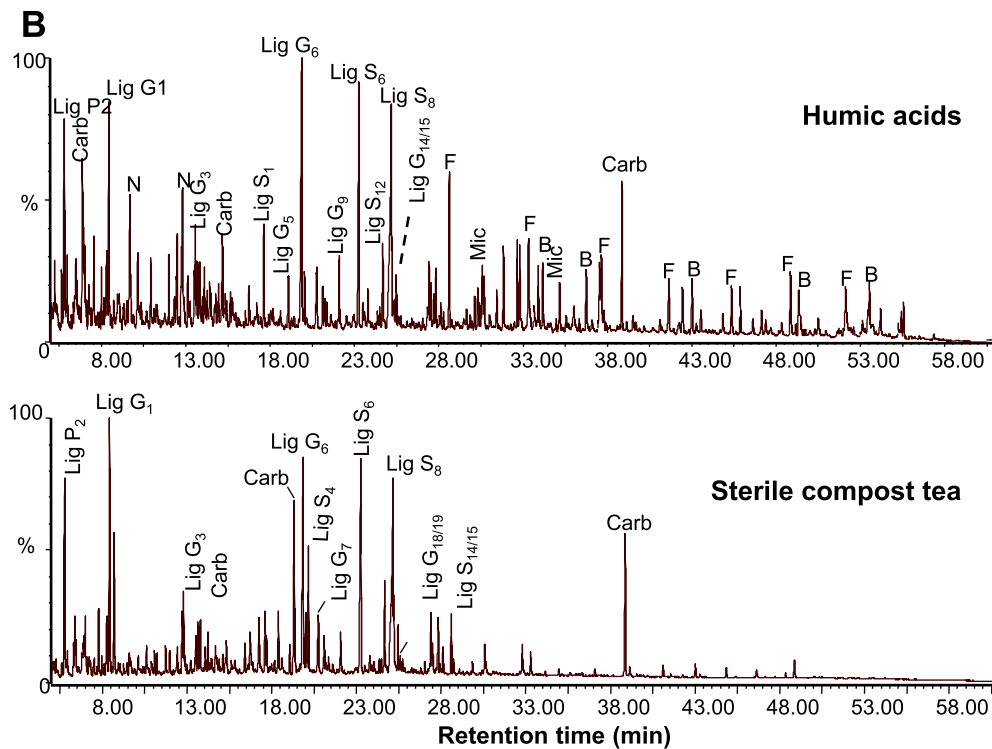 B
100
%
0
Humic acids
Lig P2
Carb
Lig G1
N
N
Lig G3
Carb
Lig S1
Lig G5
Lig G6
Lig G9
Lig S6
Lig S12
Lig S8
Lig G14/15
F
Mic
F
B
Mic
B
F
Carb
F
B
F
F
B
F
B
8.00 13.00 18.00 23.00 28.00 33.00 38.00 43.00 48.00 53.00 58.00
100
%
0
Sterile compost tea
Lig P2
Lig G1
Lig G3
Carb
Carb
Lig G6
Lig S4
Lig G7
Lig S6
Lig S8
Lig G18/19
Lig S14/15
Carb
8.00 13.00 18.00 23.00 28.00 33.00 38.00 43.00 48.00 53.00 58.00
Retention time (min)